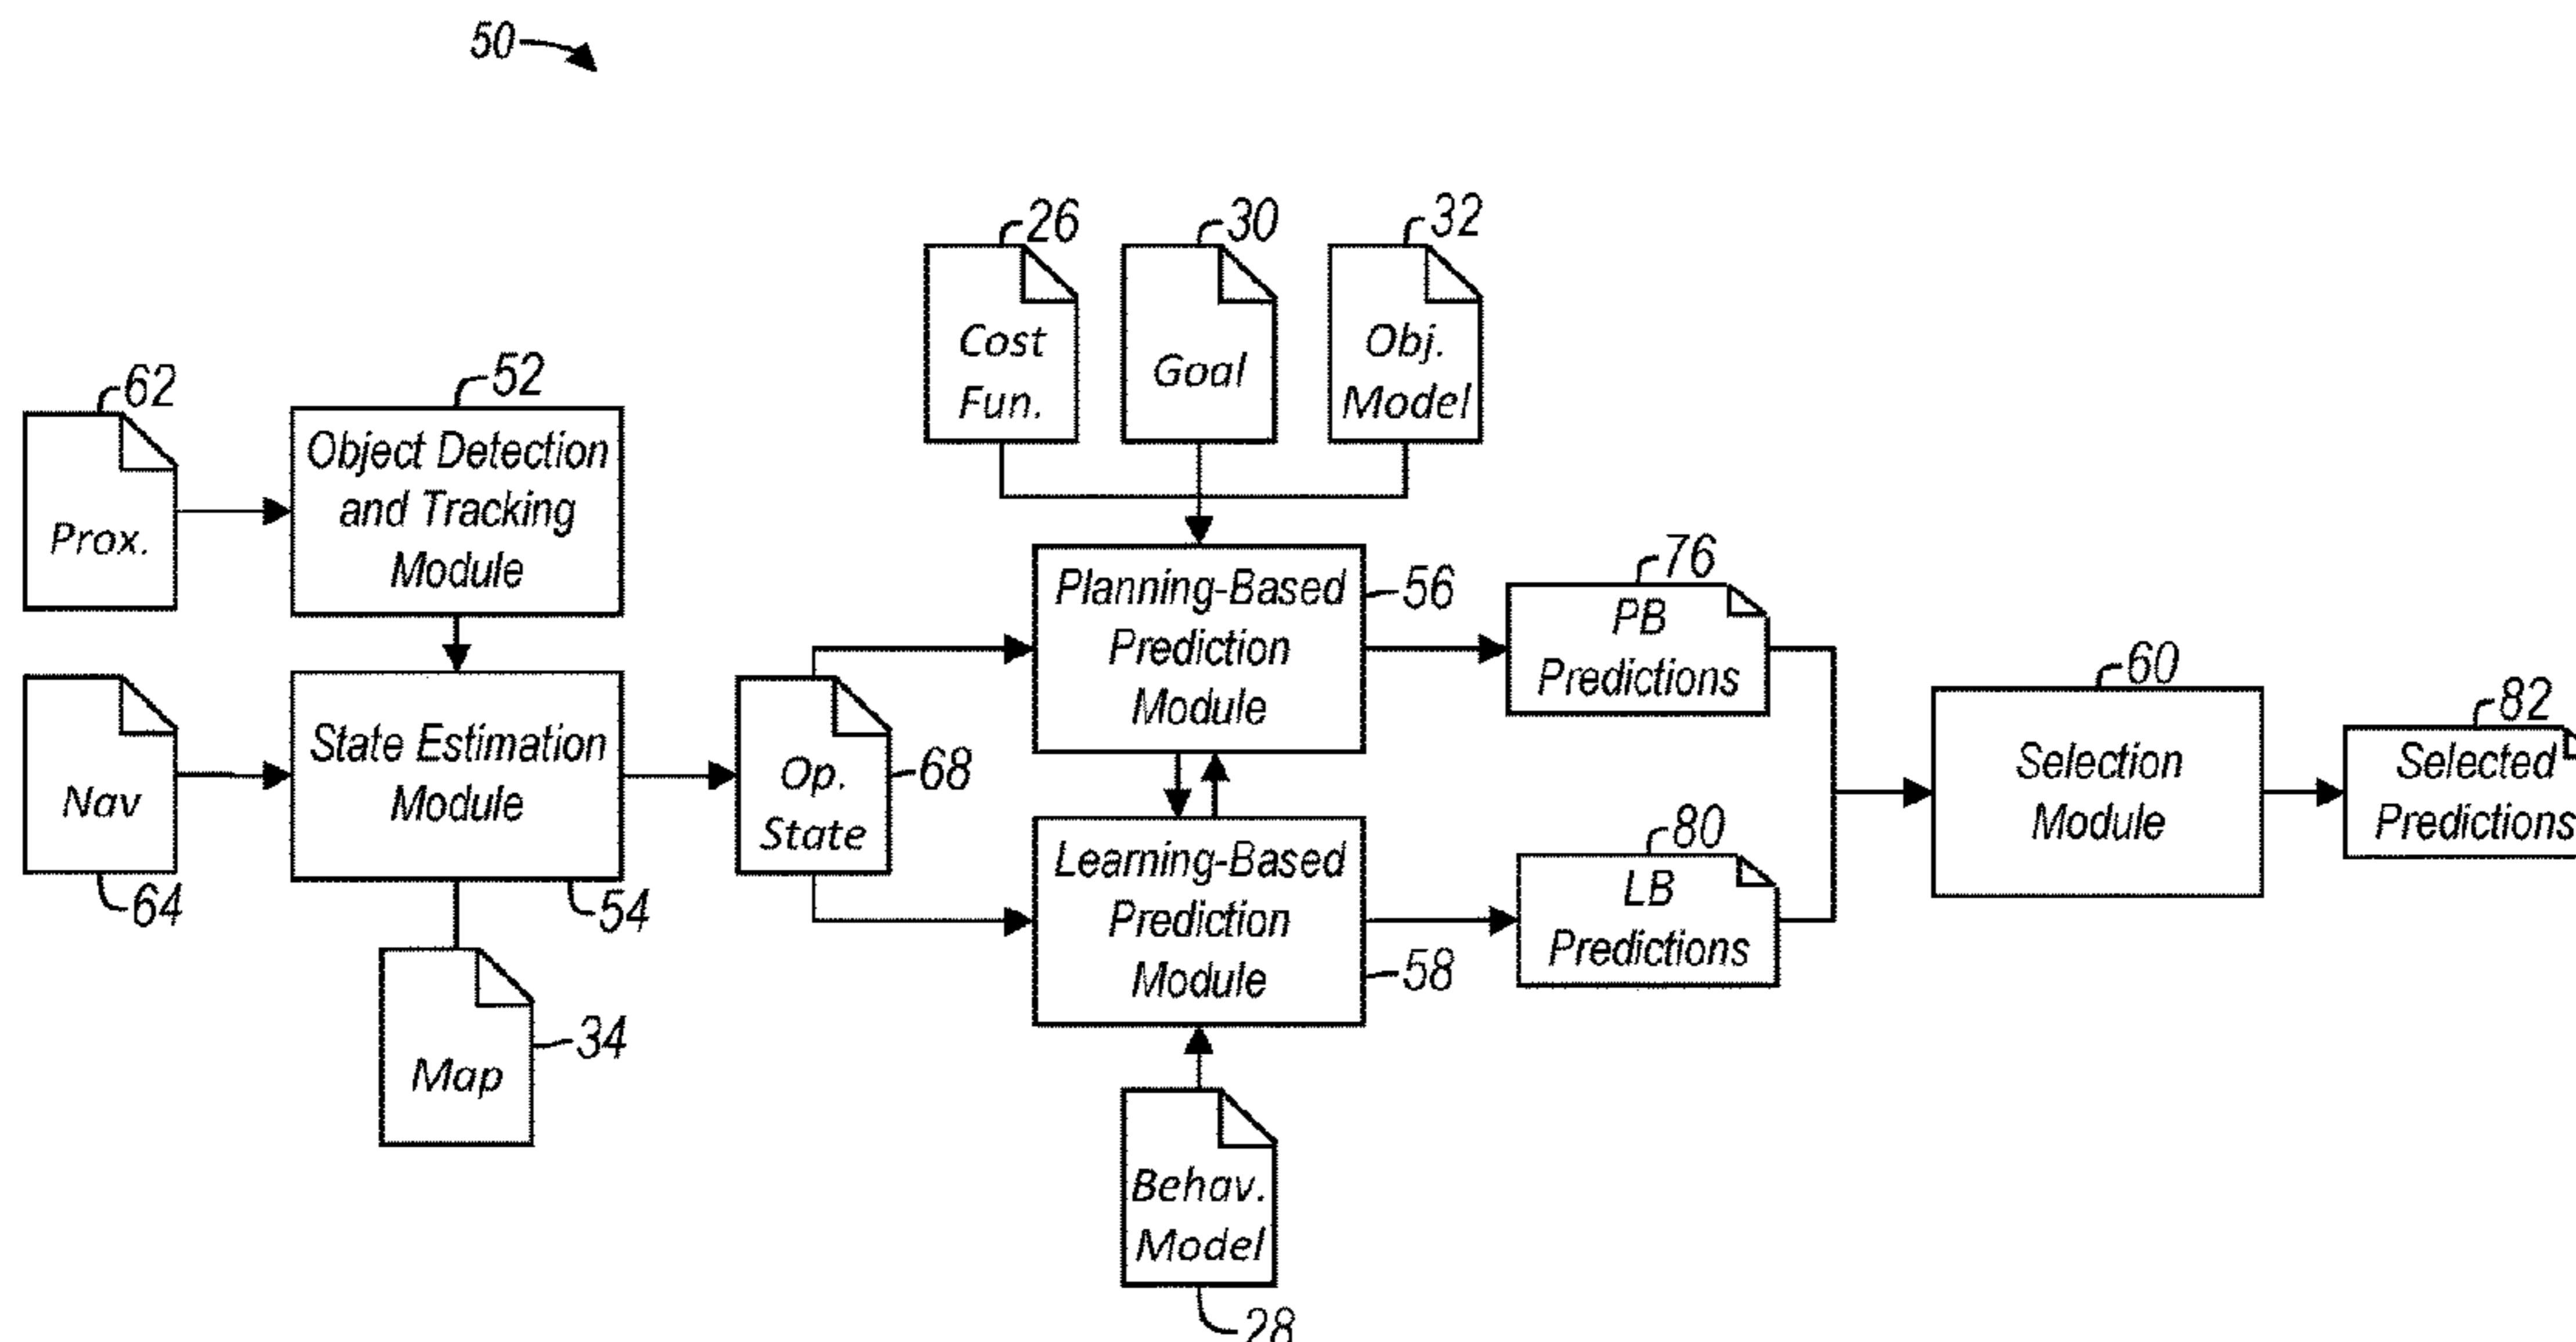 50
26
30
32
Cost
Fun.
Goal
Obj.
Model
62
Prox.
52
Object Detection
and Tracking
Module
64
Nav
State Estimation
Module
54
Map
34
Op.
State
68
Planning-Based
Prediction
Module
56
Learning-Based
Prediction
Module
58
Behav.
Model
28
76
PB
Predictions
80
LB
Predictions
60
Selection
Module
82
Selected
Predictions